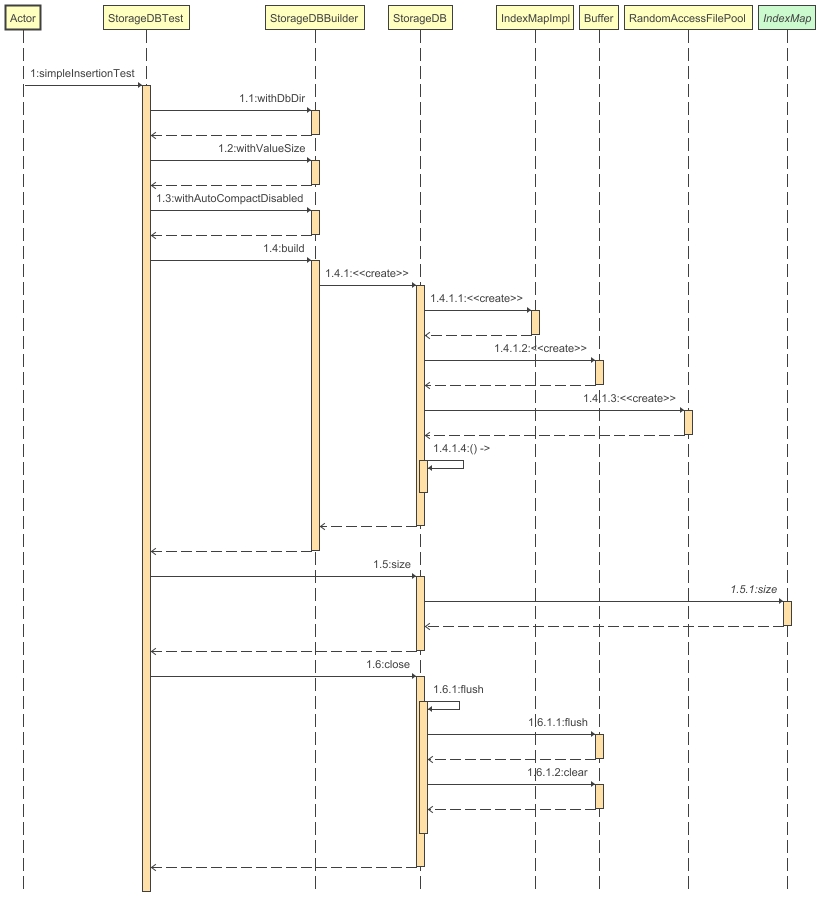 Actor
StorageDBTest
StorageDBBuilder
StorageDB
IndexMapImpl
Buffer
RandomAccessFilePool
IndexMap
1:simpleInsertionTest
1.1:withDbDir
1.2:withValueSize
1.3:withAutoCompactDisabled
1.4:build
1.4.1:<<create>>
1.4.1.1:<<create>>
1.4.1.2:<<create>>
1.4.1.3:<<create>>
1.4.1.4:() ->
1.5:size
1.5.1:size
1.6:close
1.6.1:flush
1.6.1.1:flush
1.6.1.2:clear